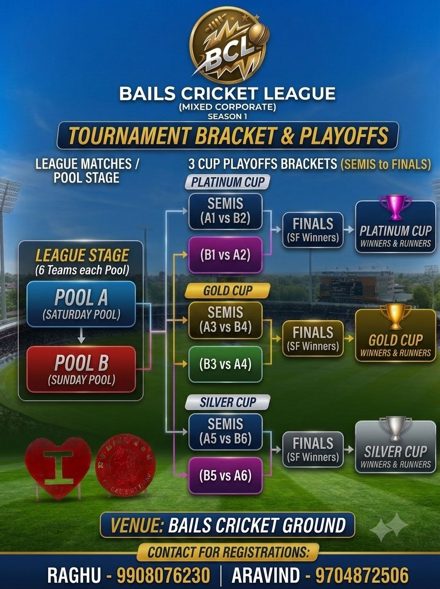 BCL
BAILS CRICKET LEAGUE
(MIXED CORPORATE)
SEASON 1
TOURNAMENT BRACKET & PLAYOFFS
LEAGUE MATCHES /
POOL STAGE
3 CUP PLAYOFFS BRACKETS (SEMIS to FINALS)
PLATINUM CUP
SEMIS
(A1 vs B2)
(B1 vs A2)
FINALS
(SF Winners)
PLATINUM CUP
WINNERS & RUNNERS
LEAGUE STAGE
(6 Teams each Pool)
POOL A
(SATURDAY POOL)
POOL B
(SUNDAY POOL)
GOLD CUP
SEMIS
(A3 vs B4)
(B3 vs A4)
FINALS
(SF Winners)
GOLD CUP
WINNERS & RUNNERS
SILVER CUP
SEMIS
(A5 vs B6)
(B5 vs A6)
FINALS
(SF Winners)
SILVER CUP
WINNERS & RUNNERS
I
VENUE: BAILS CRICKET GROUND
CONTACT FOR REGISTRATIONS:
RAGHU - 9908076230 | ARAVIND - 9704872506